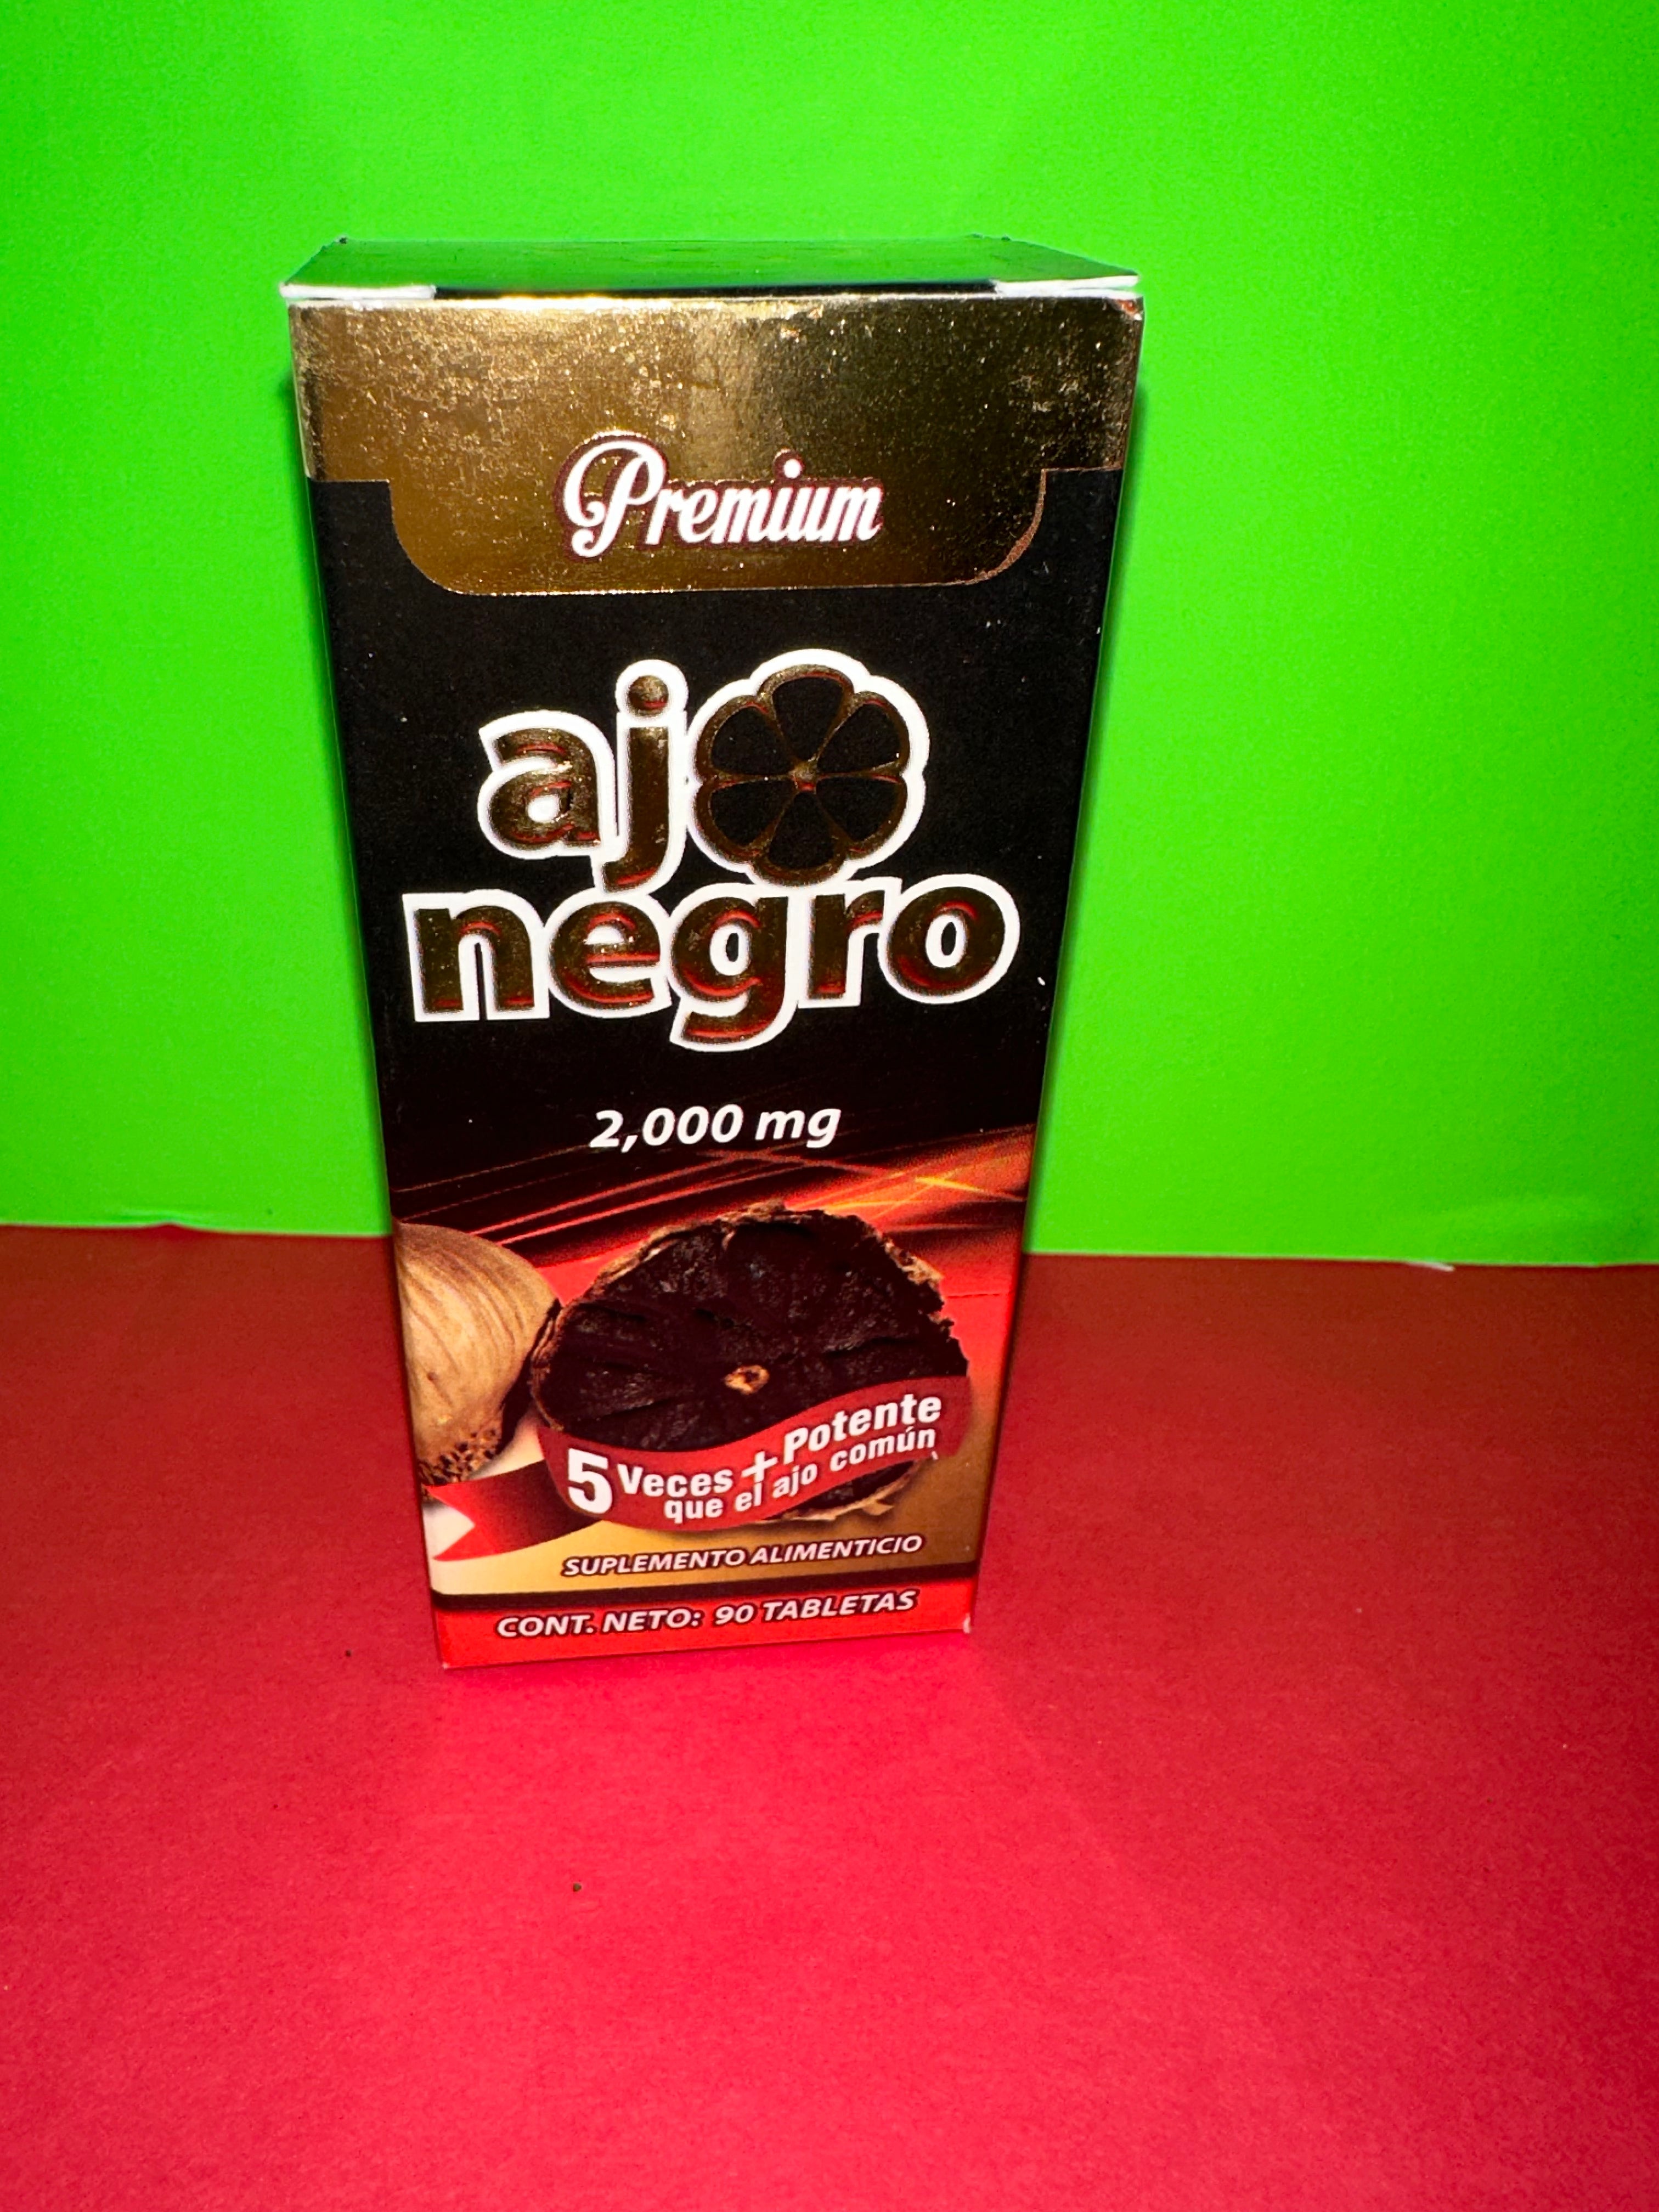 Premium
ajo
negro
2,000 mg
5 Veces + Potente
que el ajo común
SUPLEMENTO ALIMENTICIO
CONT. NETO: 90 TABLETAS